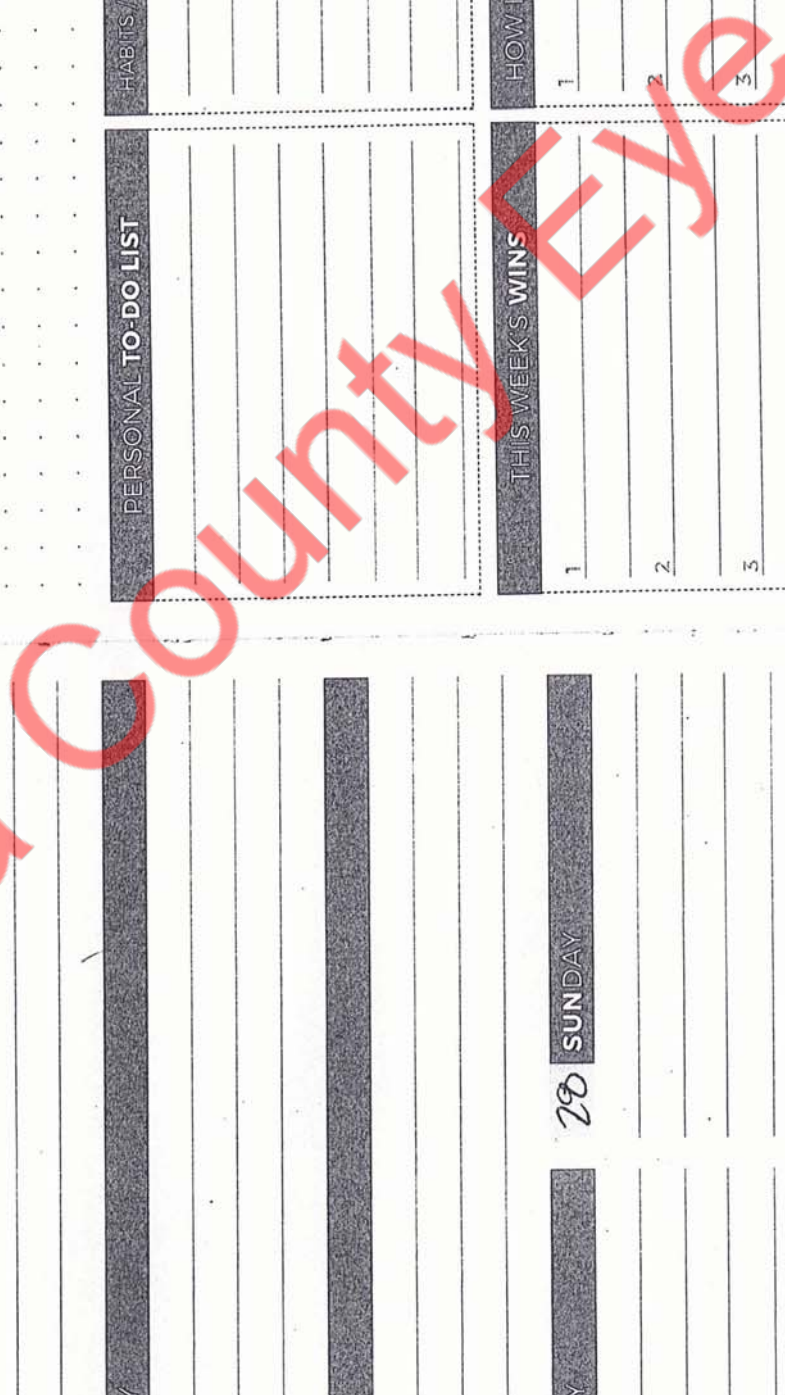 HABITS /
HOW
1
2
3
PERSONAL TO-DO LIST
THIS WEEK'S WINS
1
2
3
28 SUNDAY
Y
Y
County Eye